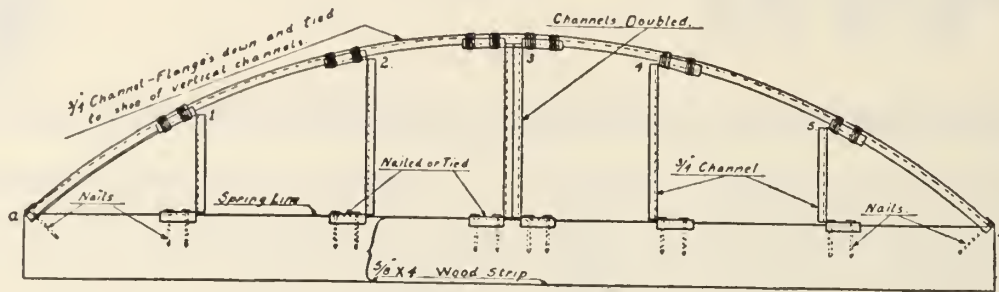 Channels Doubled.
3/4" Channel-Flange's down and tied
to shoe of vertical channels.
1
2
3
4
5
a
Nails
Spring Line
Nailed or Tied
3/4" Channel
Nails.
5/8" X 4 Wood Strip